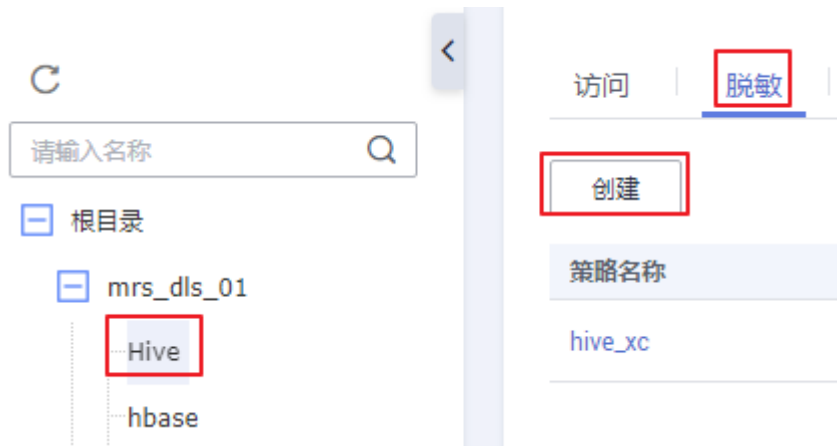 请输入名称
根目录
mrs_dls_01
Hive
hbase
访问 脱敏
创建
策略名称
hive_xc